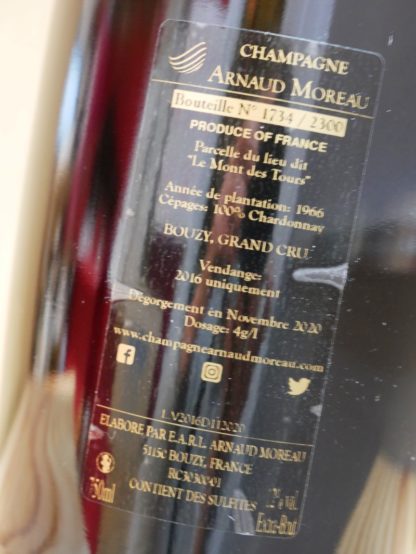 CHAMPAGNE
ARNAUD MOREAU
Bouteille N° 1734 / 2300
PRODUCE OF FRANCE
Parcelle du lieu dit
"Le Mont des Tours"
Année de plantation: 1966
Cépages: 100% Chardonnay
BOUZY, GRAND CRU
Vendange:
2016 uniquement
Dégorgement en Novembre 2020
Dosage: 4g/l
www.champagnearnaudmoreau.com
L V2016D112020
ELABORE PAR E.A.R.L. ARNAUD MOREAU
51150 BOUZY, FRANCE
RC3030001
CONTIENT DES SULFITES
750ml
12% Vol.
Extra-Brut